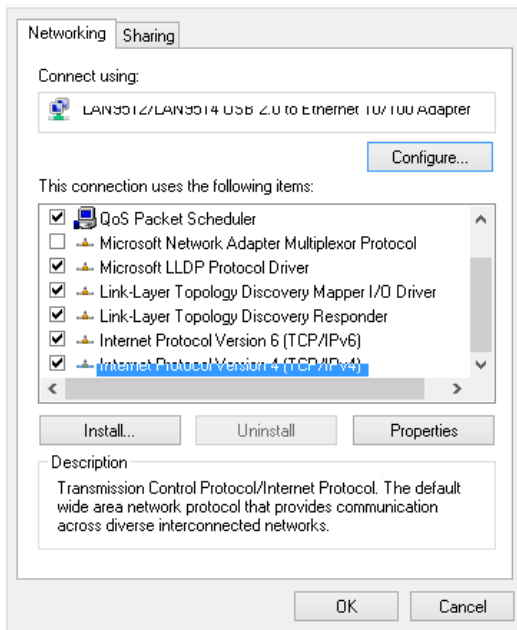 Networking
Sharing
Connect using:
LAN9512/LAN9514 USB 2.0 to Ethernet 10/100 Adapter
Configure...
This connection uses the following items:
QoS Packet Scheduler
Microsoft Network Adapter Multiplexor Protocol
Microsoft LLDP Protocol Driver
Link-Layer Topology Discovery Mapper I/O Driver
Link-Layer Topology Discovery Responder
Internet Protocol Version 6 (TCP/IPv6)
Internet Protocol Version 4 (TCP/IPv4)
Install...
Uninstall
Properties
Description
Transmission Control Protocol/Internet Protocol. The default
wide area network protocol that provides communication
across diverse interconnected networks.
OK
Cancel